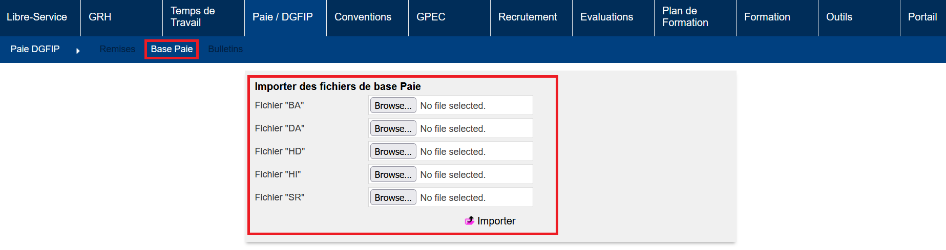 Libre-Service GRH Temps de Travail Paie / DGFIP Conventions GPEC Recrutement Evaluations Plan de Formation Formation Outils Portail
Paie DGFIP Remises Base Paie Bulletins
Importer des fichiers de base Paie
Fichier "BA" Browse... No file selected.
Fichier "DA" Browse... No file selected.
Fichier "HD" Browse... No file selected.
Fichier "HI" Browse... No file selected.
Fichier "SR" Browse... No file selected.
Importer